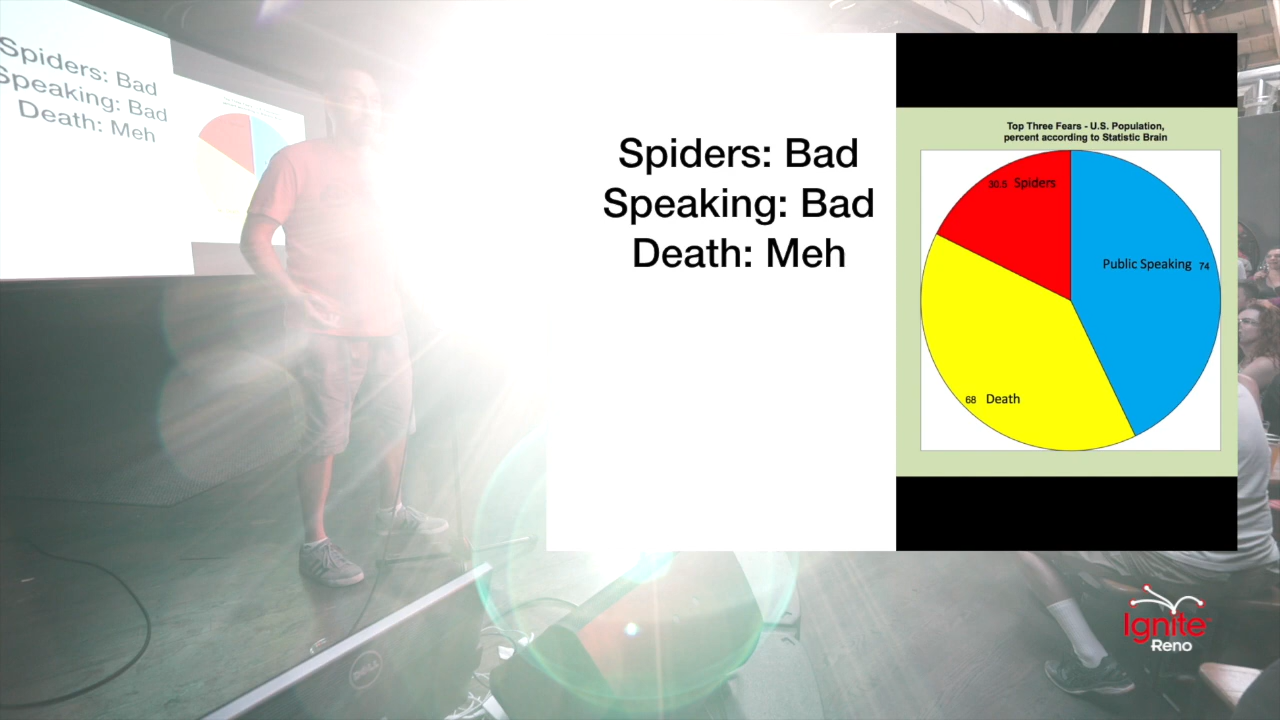 Spiders: Bad
Speaking: Bad
Death: Meh
Spiders: Bad
Speaking: Bad
Death: Meh
Top Three Fears - U.S. Population,
percent according to Statistic Brain
30.5 Spiders
Public Speaking 74
68 Death
DELL
Ignite
Reno